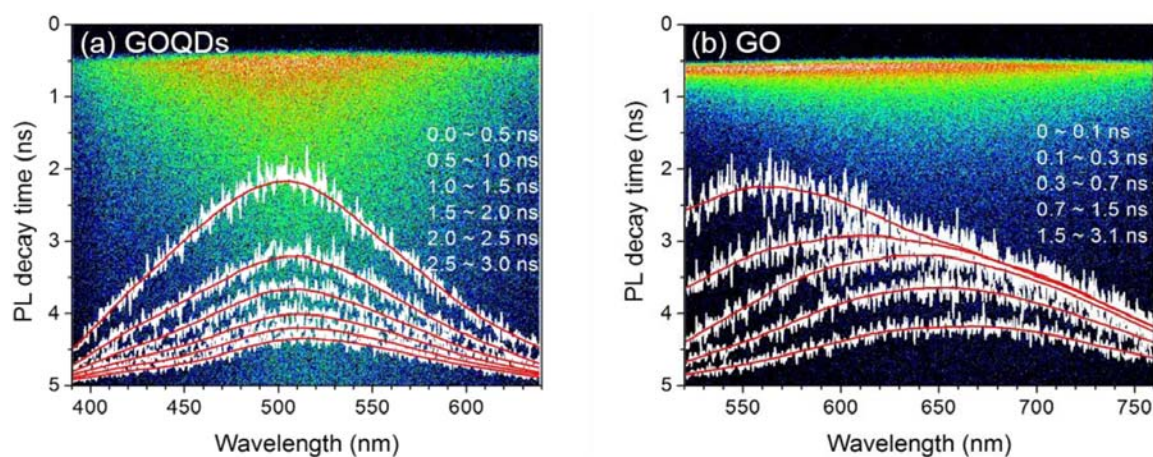 (a) GOQDs
0
1
2
3
4
5
PL decay time (ns)
0.0 ~ 0.5 ns
0.5 ~ 1.0 ns
1.0 ~ 1.5 ns
1.5 ~ 2.0 ns
2.0 ~ 2.5 ns
2.5 ~ 3.0 ns
400 450 500 550 600
Wavelength (nm)
(b) GO
0
1
2
3
4
5
PL decay time (ns)
0 ~ 0.1 ns
0.1 ~ 0.3 ns
0.3 ~ 0.7 ns
0.7 ~ 1.5 ns
1.5 ~ 3.1 ns
550 600 650 700 750
Wavelength (nm)